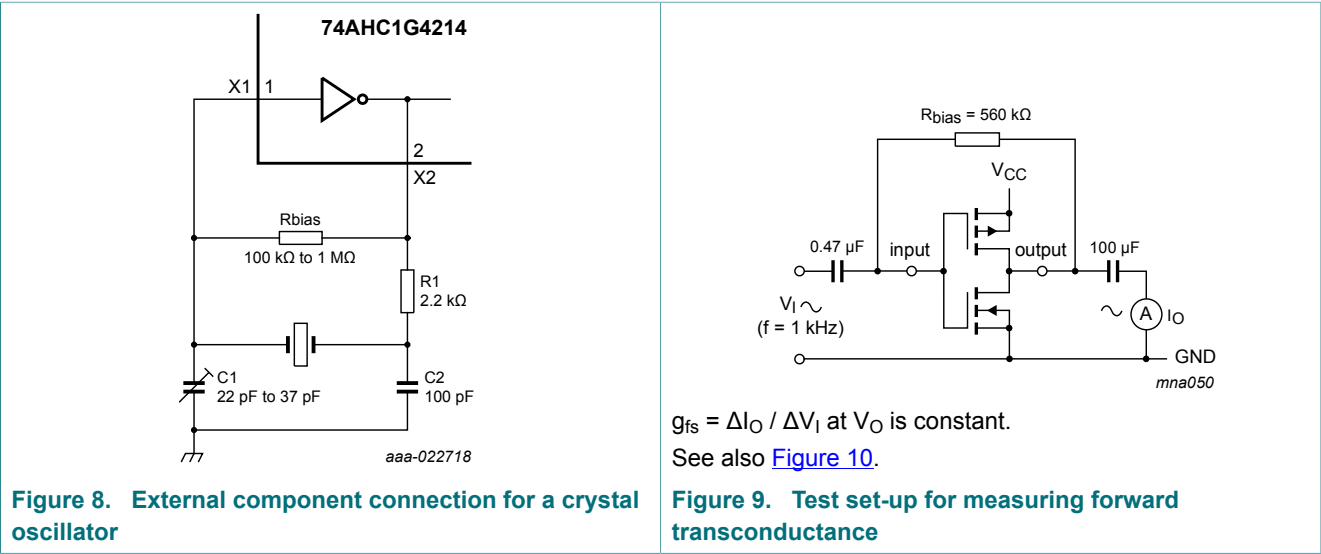 74AHC1G4214
X1 1
2
X2
Rbias
100 kΩ to 1 MΩ
R1
2.2 kΩ
C1
22 pF to 37 pF
C2
100 pF
aaa-022718
Figure 8. External component connection for a crystal
oscillator
Rbias = 560 kΩ
VCC
0.47 µF
input
output
100 µF
VI
(f = 1 kHz)
A
IO
GND
mna050
gfs = ΔIO / ΔVI at VO is constant.
See also Figure 10.
Figure 9. Test set-up for measuring forward
transconductance